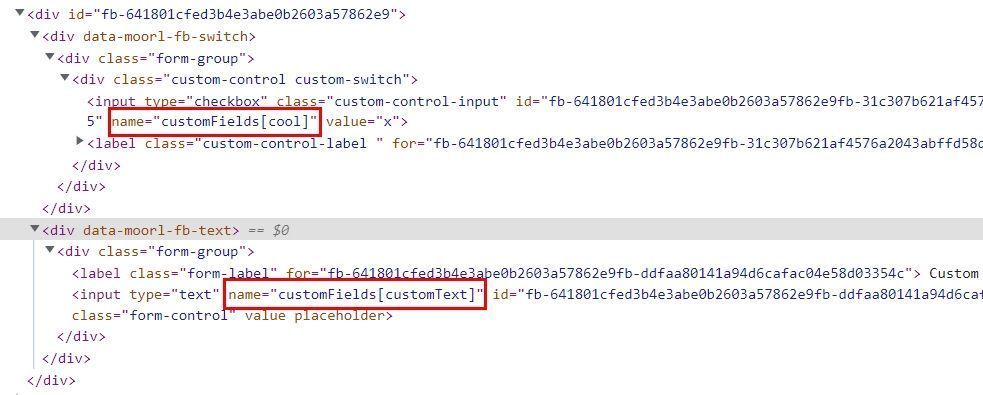 <div id="fb-641801cfed3b4e3abe0b2603a57862e9">
<div data-moorl-fb-switch>
<div class="form-group">
<div class="custom-control custom-switch">
<input type="checkbox" class="custom-control-input" id="fb-641801cfed3b4e3abe0b2603a57862e9fb-31c307b621af457
5" name="customFields[cool]" value="x">
<label class="custom-control-label " for="fb-641801cfed3b4e3abe0b2603a57862e9fb-31c307b621af4576a2043abffd58d
</div>
</div>
</div>
<div data-moorl-fb-text> == $0
<div class="form-group">
<label class="form-label" for="fb-641801cfed3b4e3abe0b2603a57862e9fb-ddfaa80141a94d6cafac04e58d03354c"> Custom
<input type="text" name="customFields[customText]" id="fb-641801cfed3b4e3abe0b2603a57862e9fb-ddfaa80141a94d6caf
class="form-control" value placeholder>
</div>
</div>
</div>